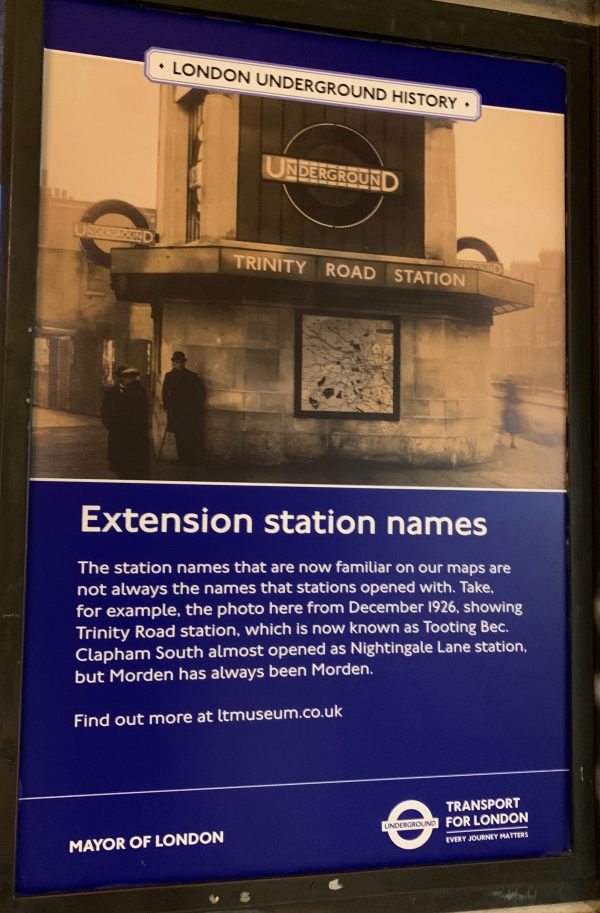 • LONDON UNDERGROUND HISTORY •
UNDERGROUND
UNDERGROUND
TRINITY ROAD STATION
Extension station names
The station names that are now familiar on our maps are
not always the names that stations opened with. Take,
for example, the photo here from December 1926, showing
Trinity Road station, which is now known as Tooting Bec.
Clapham South almost opened as Nightingale Lane station,
but Morden has always been Morden.
Find out more at ltmuseum.co.uk
MAYOR OF LONDON
UNDERGROUND
TRANSPORT
FOR LONDON
EVERY JOURNEY MATTERS